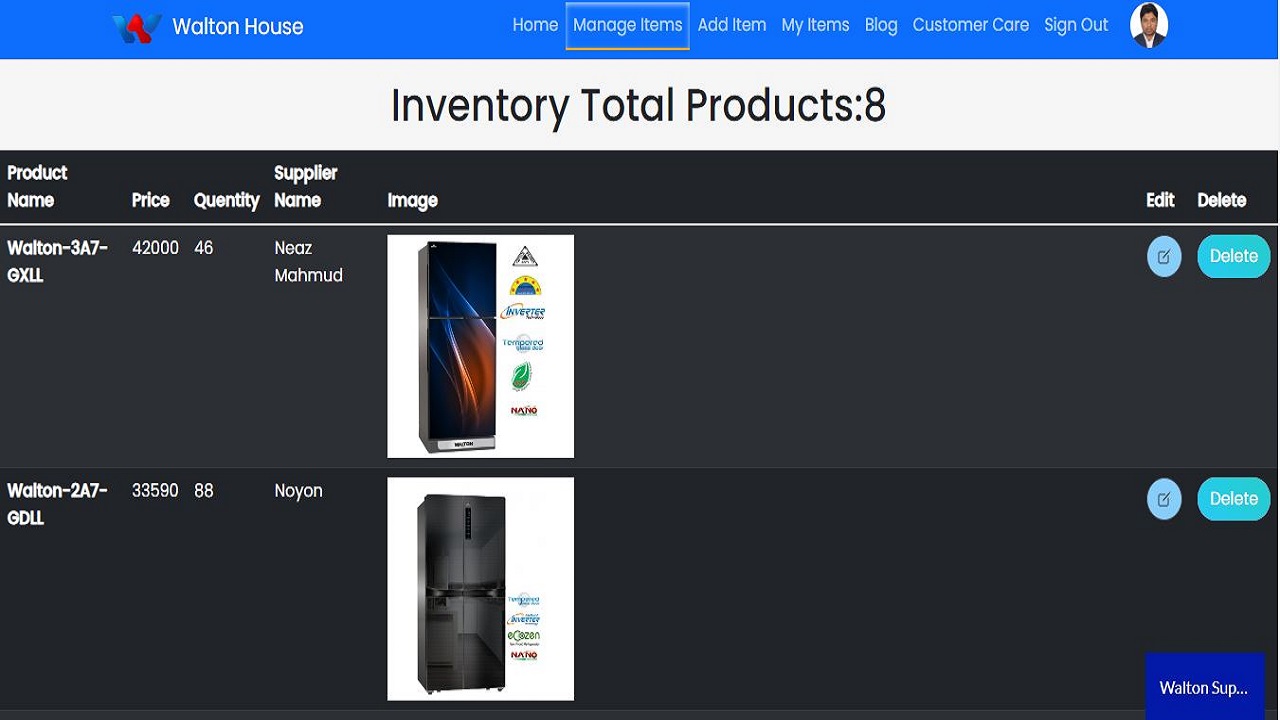 Walton House
Home Manage Items Add Item My Items Blog Customer Care Sign Out
Inventory Total Products:8
Product Name Price Quentity Supplier Name Image Edit Delete
Walton-3A7-GXLL 42000 46 Neaz Mahmud Delete
INVERTER
Technology
Tempered
NANO
WALTON
Walton-2A7-GDLL 33590 88 Noyon Delete
Tempered
INVERTER
ecozen
NANO
Walton Sup...